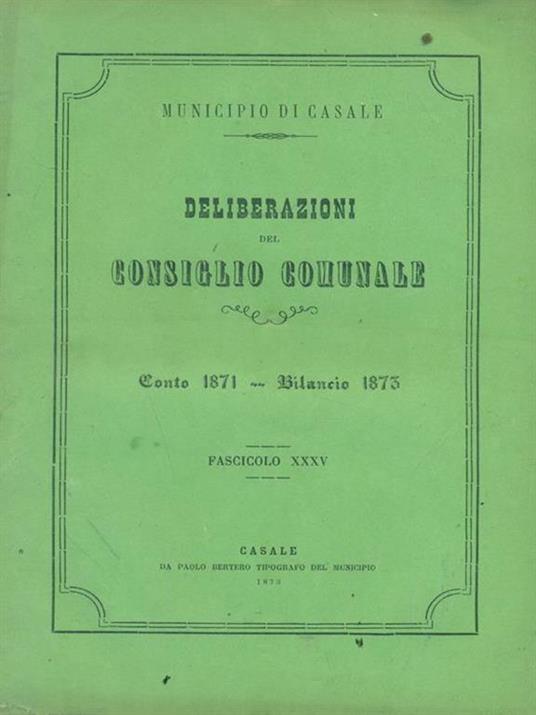 MUNICIPIO DI CASALE
DELIBERAZIONI
DEL
CONSIGLIO COMUNALE
Conto 1871 ~~ Bilancio 1873
FASCICOLO XXXV
CASALE
DA PAOLO BERTERO TIPOGRAFO DEL MUNICIPIO
1873